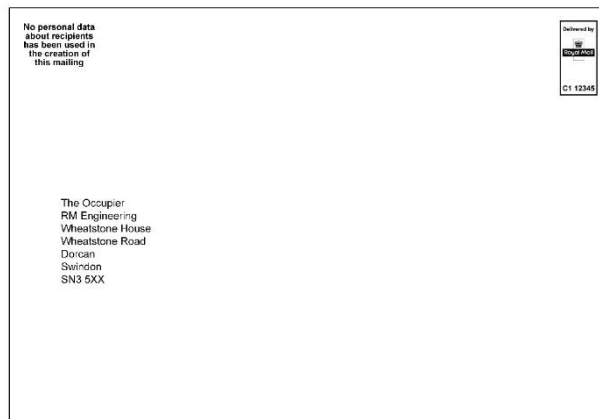 No personal data
about recipients
has been used in
the creation of
this mailing
Delivered by
Royal Mail
C1 12345
The Occupier
RM Engineering
Wheatstone House
Wheatstone Road
Dorcan
Swindon
SN3 5XX